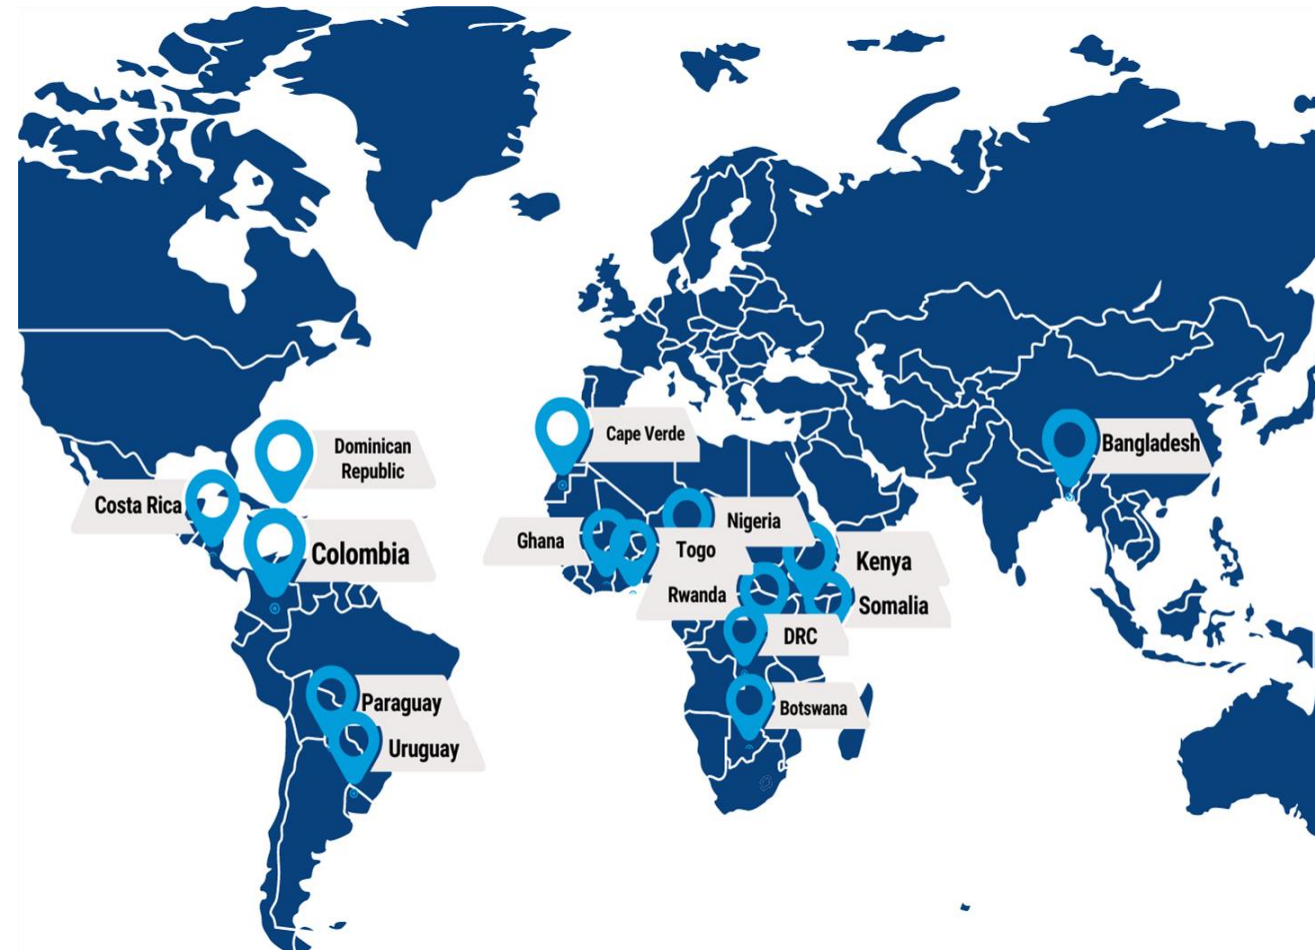 Dominican
Republic
Cape Verde
Bangladesh
Costa Rica
Nigeria
Ghana
Togo
Colombia
Kenya
Rwanda
Somalia
DRC
Paraguay
Botswana
Uruguay